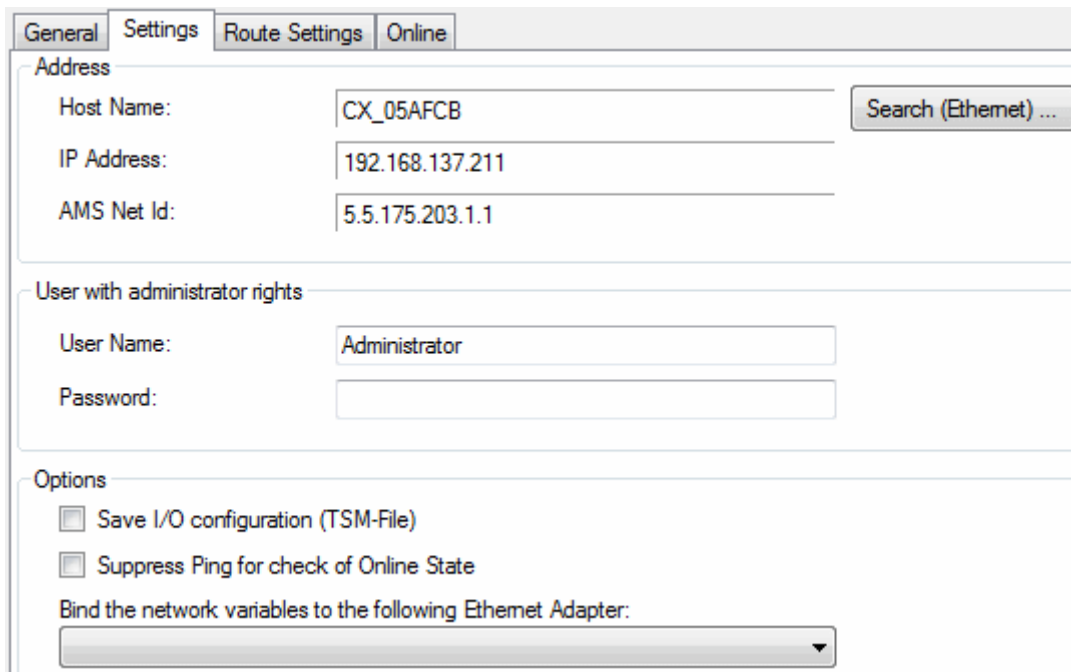 General Settings Route Settings Online
Address
Host Name: CX_05AFCB Search (Ethernet) ...
IP Address: 192.168.137.211
AMS Net Id: 5.5.175.203.1.1
User with administrator rights
User Name: Administrator
Password:
Options
Save I/O configuration (TSM-File)
Suppress Ping for check of Online State
Bind the network variables to the following Ethernet Adapter: